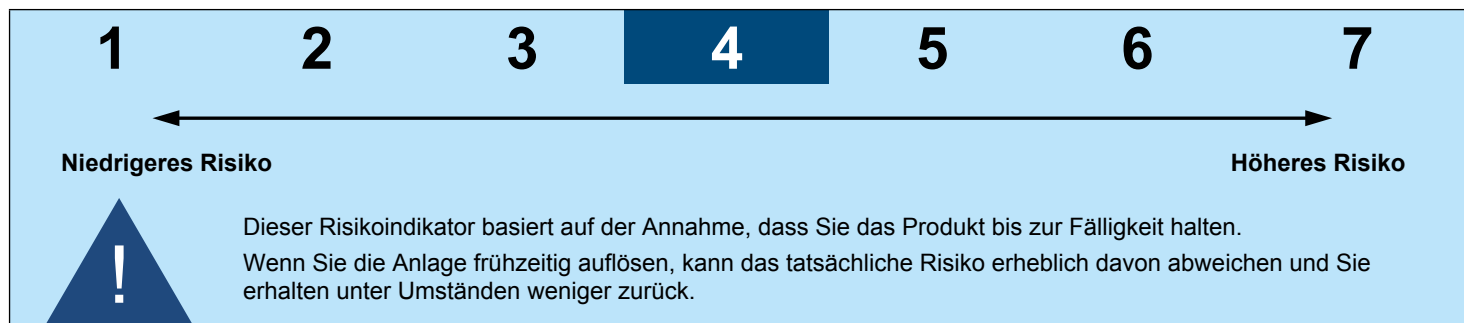 1 2 3 4 5 6 7
Niedrigeres Risiko Höheres Risiko
!
Dieser Risikoindikator basiert auf der Annahme, dass Sie das Produkt bis zur Fälligkeit halten.
Wenn Sie die Anlage frühzeitig auflösen, kann das tatsächliche Risiko erheblich davon abweichen und Sie
erhalten unter Umständen weniger zurück.